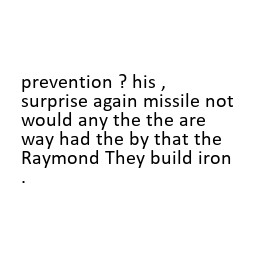 prevention ? his ,
surprise again missile not
would any the the are
way had the by that the
Raymond They build iron
.